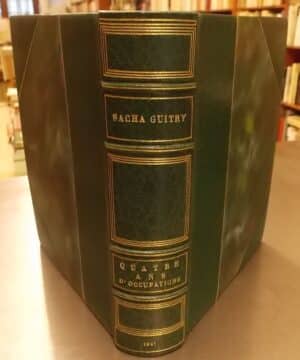 SACHA GUITRY
QUATRE
ANS
D'OCCUPATIONS
1947